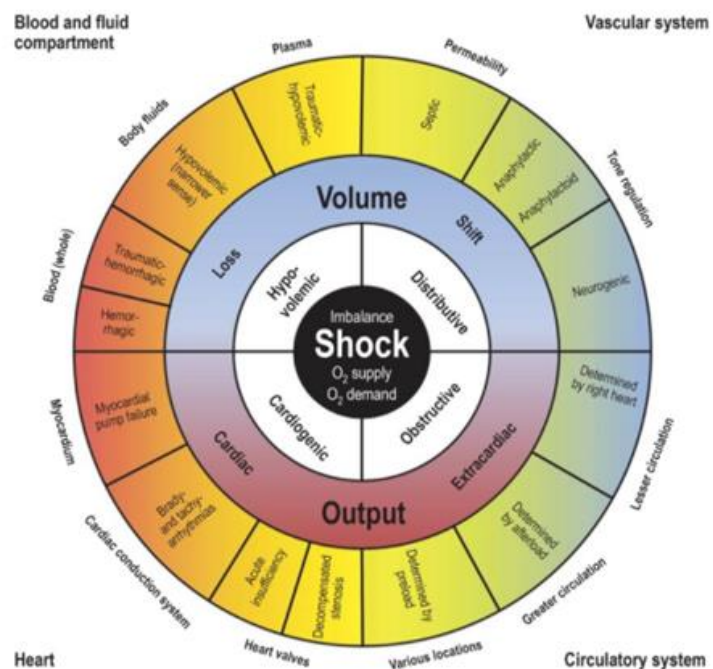 Blood and fluid
compartment
Vascular system
Plasma
Permeability
Body fluids
Tone regulation
Blood (whole)
Traumatic-
hypovolemic
Septic
Hypovolemic
(narrower
sense)
Anaphylactic
Anaphylactoid
Traumatic-
hemorrhagic
Neurogenic
Hemor-
rhagic
Volume
Loss
Shift
Hypo-
volemic
Distributive
Imbalance
Shock
O₂ supply
O₂ demand
Cardiogenic
Obstructive
Cardiac
Extracardiac
Output
Myocardial
pump failure
Determined
by right heart
Brady-
and tachy-
arrhythmias
Determined
by afterload
Acute
insufficiency
Decompensated
stenosis
Determined by
preload
Myocardium
Lesser circulation
Cardiac conduction system
Greater circulation
Heart valves
Various locations
Heart
Circulatory system